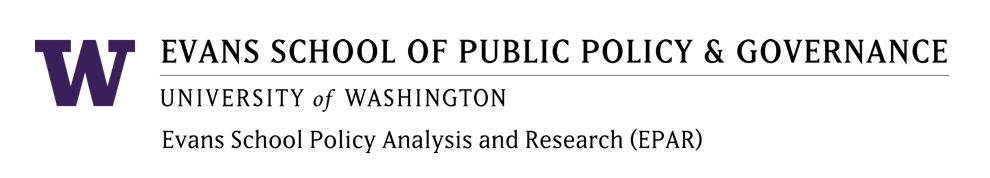 W
EVANS SCHOOL OF PUBLIC POLICY & GOVERNANCE
UNIVERSITY of WASHINGTON
Evans School Policy Analysis and Research (EPAR)